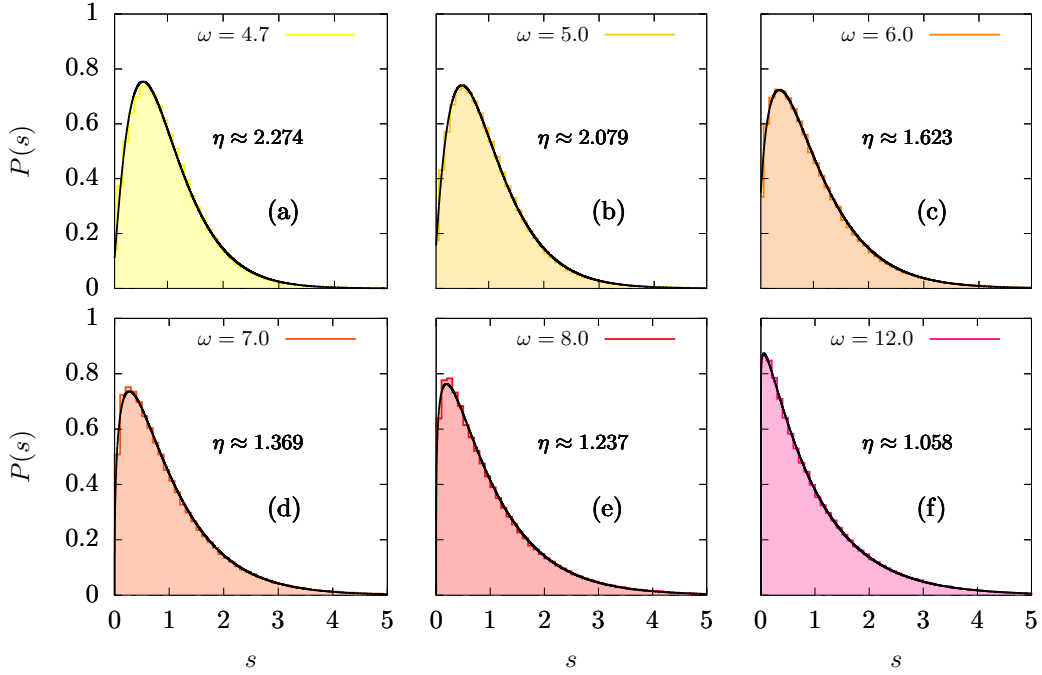 1
0.8
0.6
0.4
0.2
0
P(s)
ω = 4.7
η ≈ 2.274
(a)
ω = 5.0
η ≈ 2.079
(b)
ω = 6.0
η ≈ 1.623
(c)
1
0.8
0.6
0.4
0.2
0
P(s)
ω = 7.0
η ≈ 1.369
(d)
ω = 8.0
η ≈ 1.237
(e)
ω = 12.0
η ≈ 1.058
(f)
0 1 2 3 4 5
0 1 2 3 4 5
0 1 2 3 4 5
s
s
s